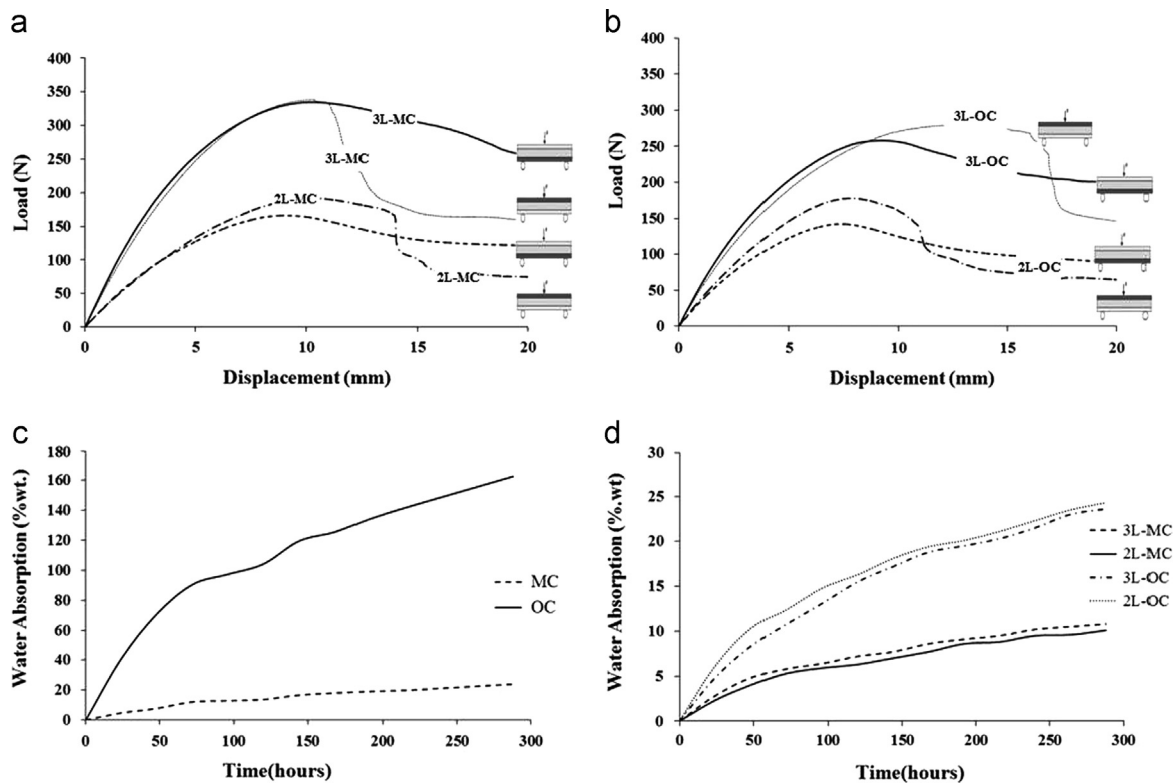 a
400
350
300
250
200
150
100
50
0
Load (N)
3L-MC
3L-MC
2L-MC
2L-MC
0 5 10 15 20
Displacement (mm)
b
400
350
300
250
200
150
100
50
0
Load (N)
3L-OC
3L-OC
2L-OC
0 5 10 15 20
Displacement (mm)
c
180
160
140
120
100
80
60
40
20
0
Water Absorption (%wt.)
MC
OC
0 50 100 150 200 250 300
Time(hours)
d
30
25
20
15
10
5
0
Water Absorption (%.wt)
3L-MC
2L-MC
3L-OC
2L-OC
0 50 100 150 200 250 300
Time(hours)